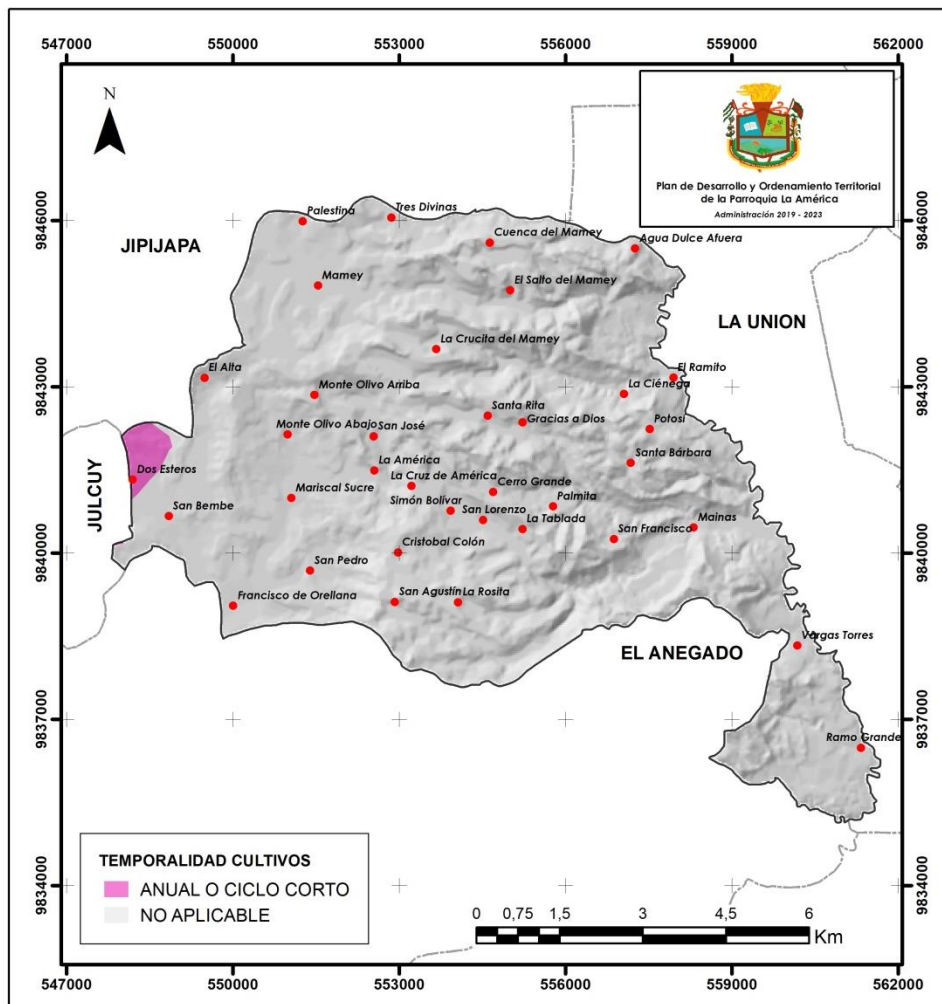 547000 550000 553000 556000 559000 562000
N
Plan de Desarrollo y Ordenamiento Territorial
de la Parroquia La América
Administración 2019 - 2023
9846000 9846000
Palestina
Tres Divinas
JIPIJAPA
Cuenca del Mamey
Agua Dulce Afuera
Mamey
El Salto del Mamey
LA UNION
La Crucita del Mamey
El Alta
El Ramito
9843000 9843000
Monte Olivo Arriba
La Ciénega
Santa Rita
Gracias a Dios
Potosí
Monte Olivo Abajo
San José
Santa Bárbara
Dos Esteros
La América
La Cruz de América
Cerro Grande
JULCUY
Mariscal Sucre
Simón Bolívar
San Lorenzo
Palmita
San Bembe
La Tablada
San Francisco
Mainas
9840000 9840000
Cristobal Colón
San Pedro
Francisco de Orellana
San Agustín
La Rosita
EL ANEGADO
Vargas Torres
9837000 9837000
Ramo Grande
TEMPORALIDAD CULTIVOS
ANUAL O CICLO CORTO
NO APLICABLE
9834000 9834000
0 0,75 1,5 3 4,5 6
Km
547000 550000 553000 556000 559000 562000